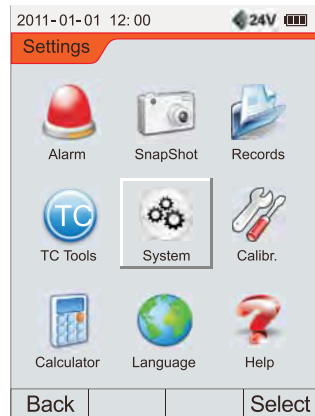 2011-01-01 12:00 24V
Settings
Alarm SnapShot Records
TC
TC Tools System Calibr.
Calculator Language Help
Back Select